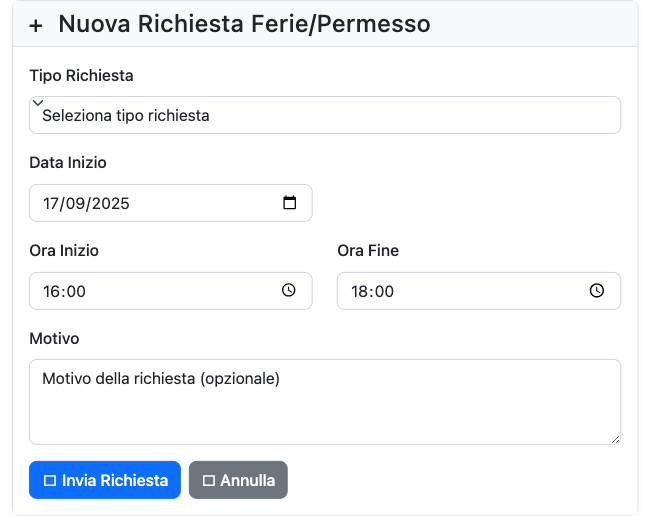 + Nuova Richiesta Ferie/Permesso
Tipo Richiesta
Seleziona tipo richiesta
Data Inizio
17/09/2025
Ora Inizio
Ora Fine
16:00
18:00
Motivo
Motivo della richiesta (opzionale)
Invia Richiesta
Annulla